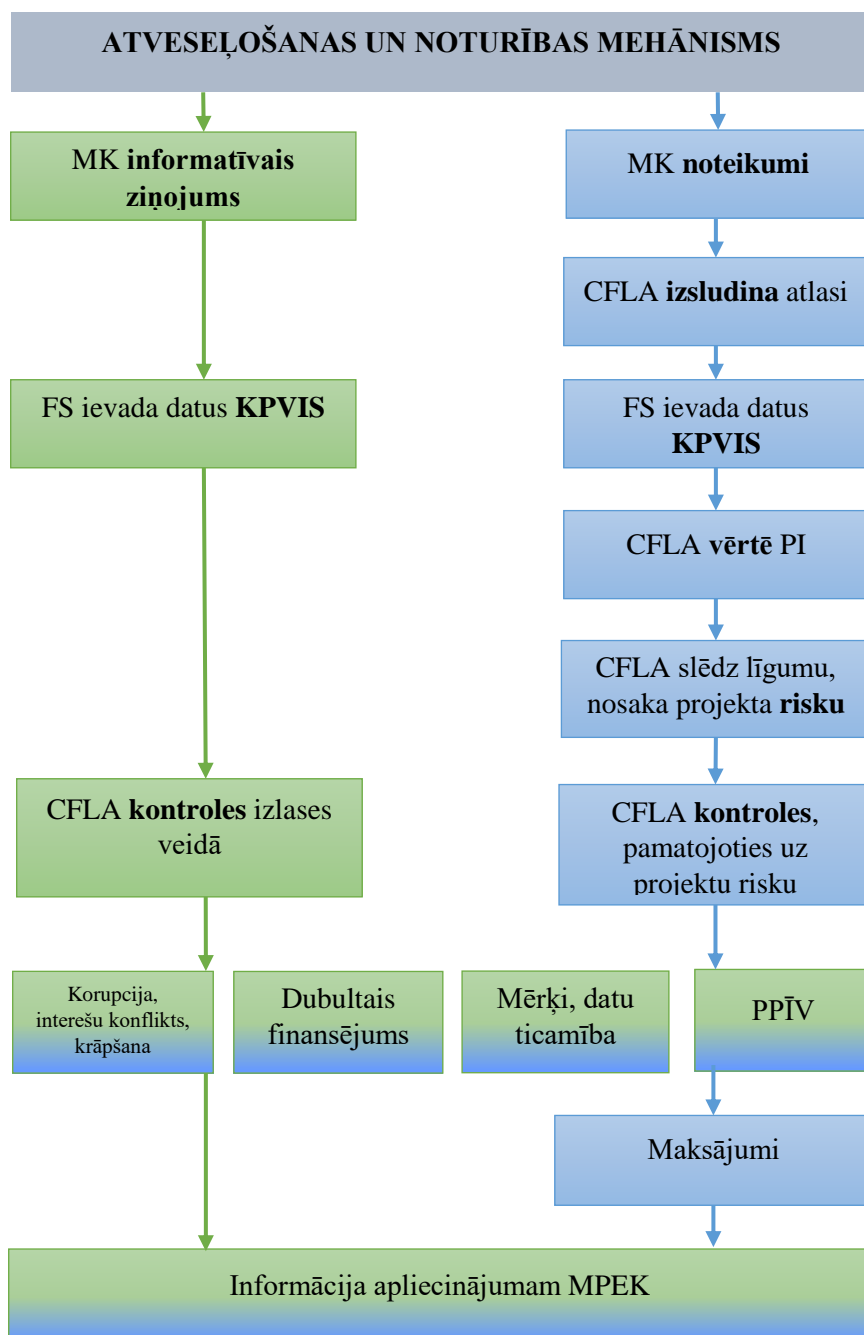 ATVESEĻOŠANAS UN NOTURĪBAS MEHĀNISMS
MK informatīvais
ziņojums
MK noteikumi
CFLA izsludina atlasi
FS ievada datus KPVIS
FS ievada datus
KPVIS
CFLA vērtē PI
CFLA slēdz līgumu,
nosaka projekta risku
CFLA kontroles izlases
veidā
CFLA kontroles,
pamatojoties uz
projektu risku
Korupcija,
interešu konflikts,
krāpšana
Dubultais
finansējums
Mērķi, datu
ticamība
PPĪV
Maksājumi
Informācija apliecinājumam MPEK